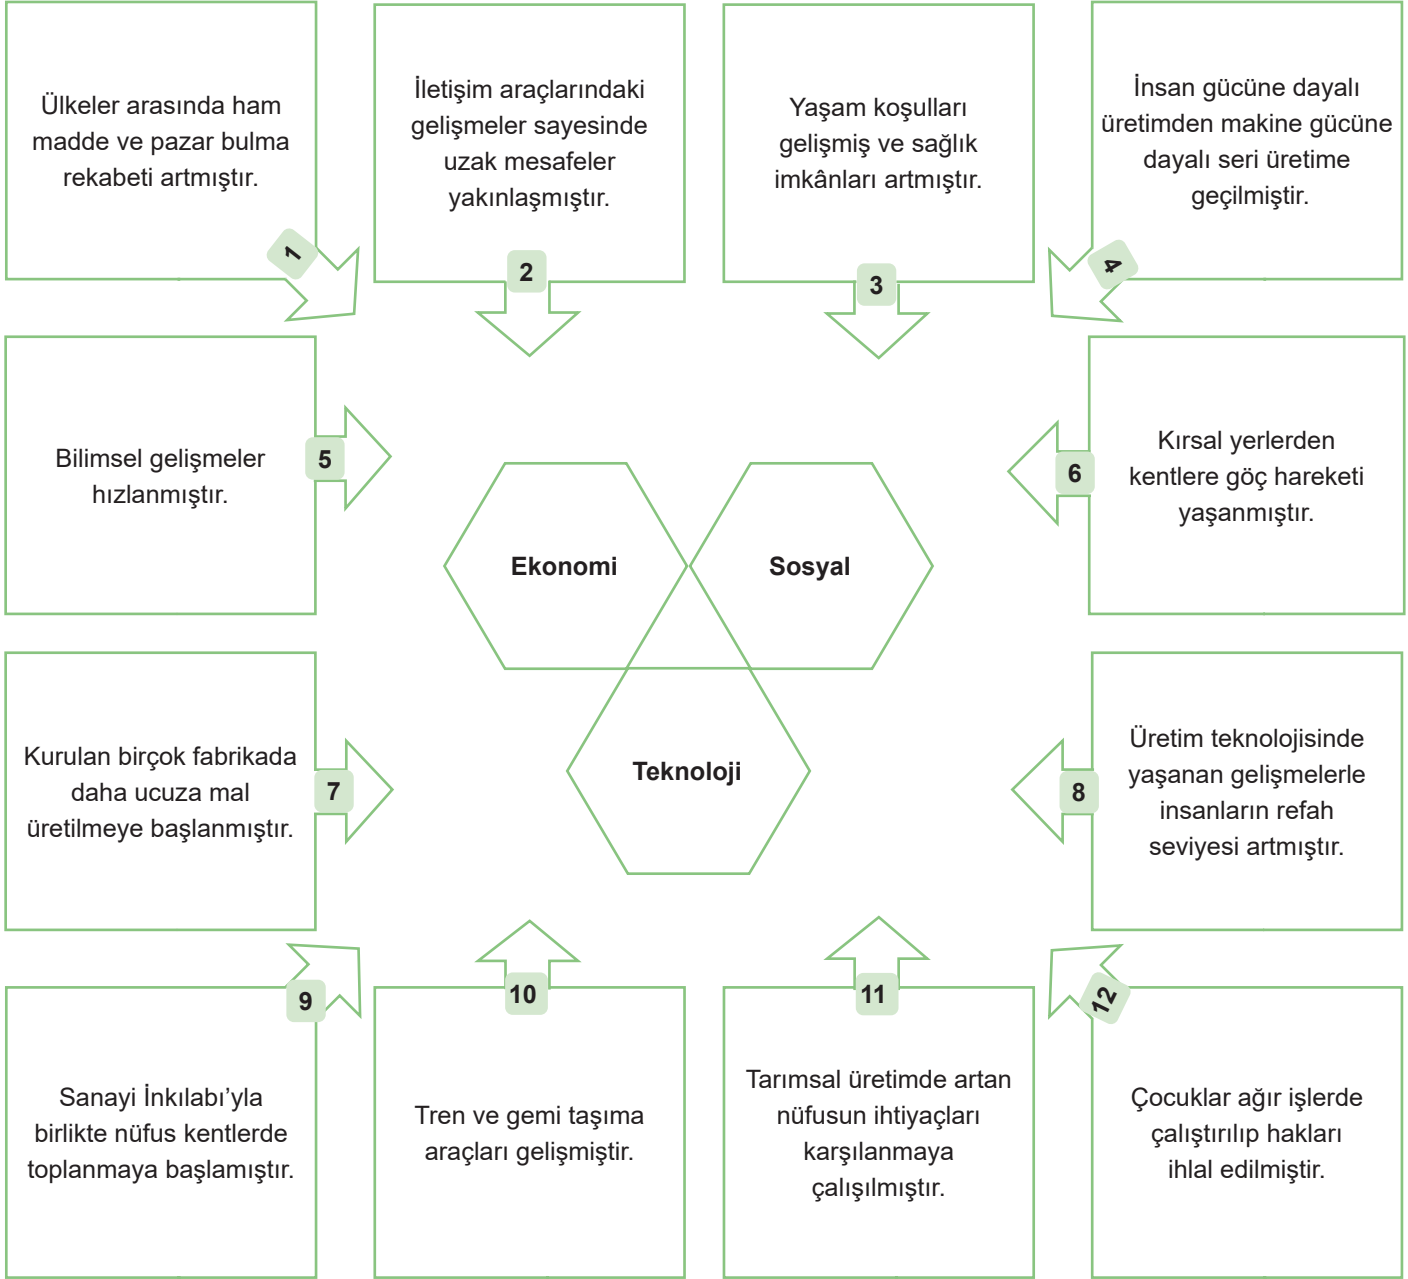 Ülkeler arasında ham
madde ve pazar bulma
rekabeti artmıştır.
1
İletişim araçlarındaki
gelişmeler sayesinde
uzak mesafeler
yakınlaşmıştır.
2
Yaşam koşulları
gelişmiş ve sağlık
imkânları artmıştır.
3
İnsan gücüne dayalı
üretimden makine gücüne
dayalı seri üretime
geçilmiştir.
4
Bilimsel gelişmeler
hızlanmıştır.
5
Kırsal yerlerden
kentlere göç hareketi
yaşanmıştır.
6
Ekonomi
Sosyal
Teknoloji
Kurulan birçok fabrikada
daha ucuza mal
üretilmeye başlanmıştır.
7
Üretim teknolojisinde
yaşanan gelişmelerle
insanların refah
seviyesi artmıştır.
8
9
Sanayi İnkılabı’yla
birlikte nüfus kentlerde
toplanmaya başlamıştır.
10
Tren ve gemi taşıma
araçları gelişmiştir.
11
Tarımsal üretimde artan
nüfusun ihtiyaçları
karşılanmaya
çalışılmıştır.
12
Çocuklar ağır işlerde
çalıştırılıp hakları
ihlal edilmiştir.